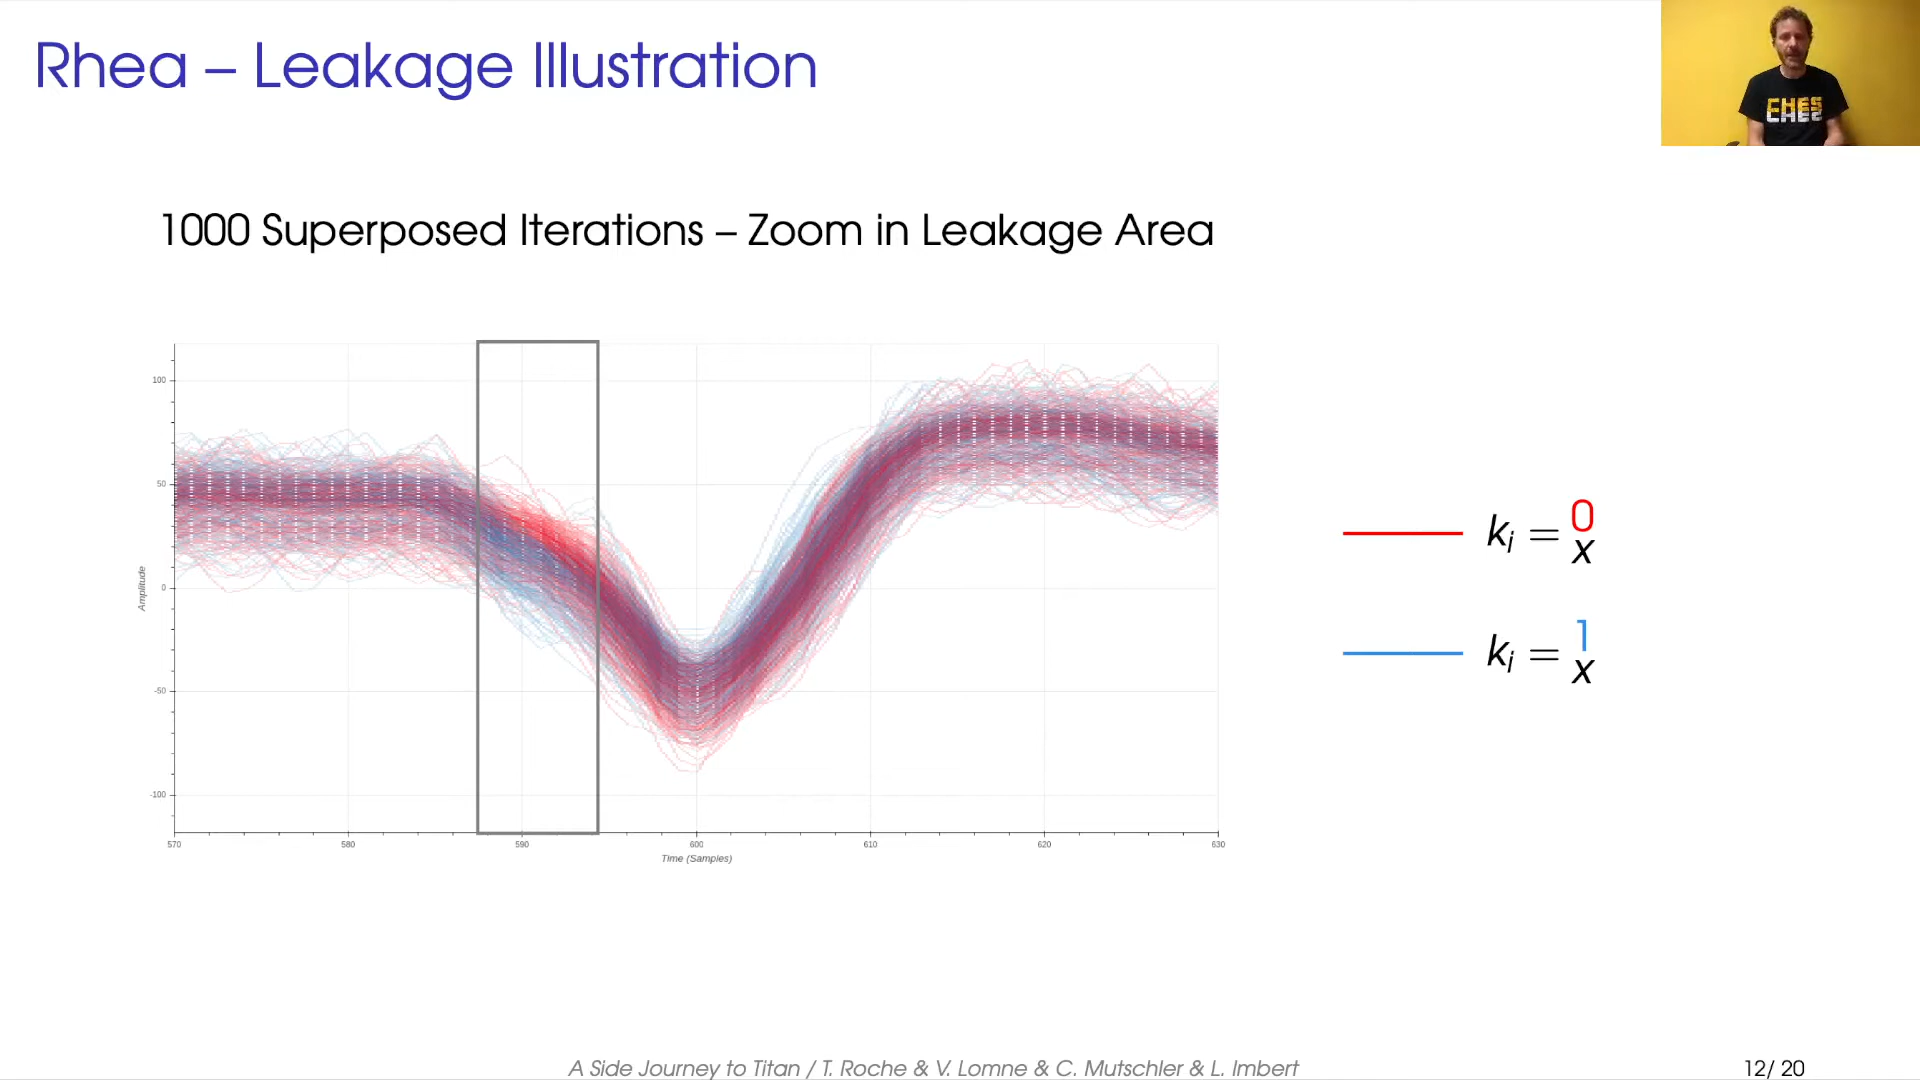 Rhea – Leakage Illustration
CHES
1000 Superposed Iterations – Zoom in Leakage Area
100
50
0
-50
-100
Amplitude
570 580 590 600 610 620 630
Time (Samples)
k_i = 0
x
k_i = 1
x
A Side Journey to Titan / T. Roche & V. Lomne & C. Mutschler & L. Imbert
12/ 20